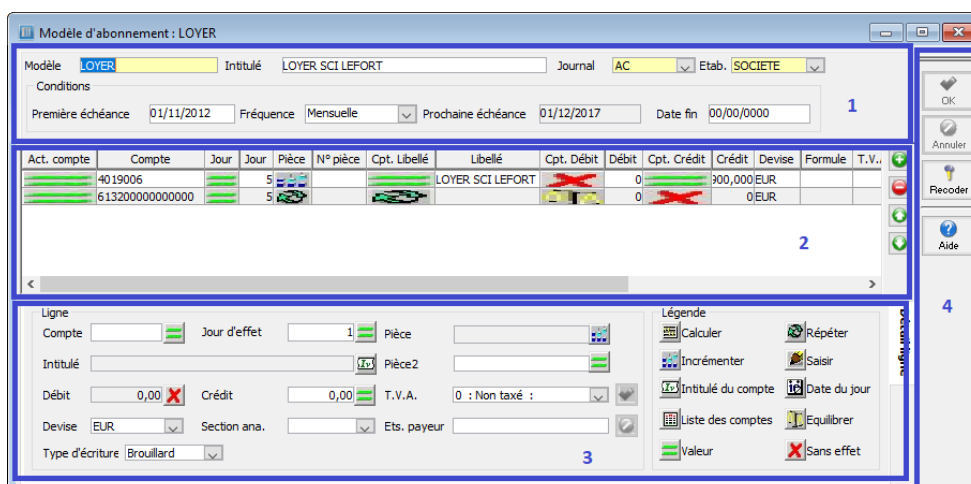 Modèle d'abonnement : LOYER
Modèle LOYER Intitulé LOYER SCI LEFORT Journal AC Etab. SOCIETE
Conditions
Première échéance 01/11/2012 Fréquence Mensuelle Prochaine échéance 01/12/2017 Date fin 00/00/0000
1
OK
Annuler
Recoder
Aide
4
Act. compte Compte Jour Jour Pièce N° pièce Cpt. Libellé Libellé Cpt. Débit Débit Cpt. Crédit Crédit Devise Formule T.V.
4019006 5 LOYER SCI LEFORT 0 900,000 EUR
613200000000000 5 0 0 EUR
2
Ligne
Compte Jour d'effet 1 Pièce
Intitulé Pièce2
Débit 0,00 Crédit 0,00 T.V.A. 0 : Non taxé :
Devise EUR Section ana. Ets. payeur
Type d'écriture Brouillard
3
Légende
Calculer Répéter
Incrémenter Saisir
Intitulé du compte Date du jour
Liste des comptes Equilibrer
Valeur Sans effet